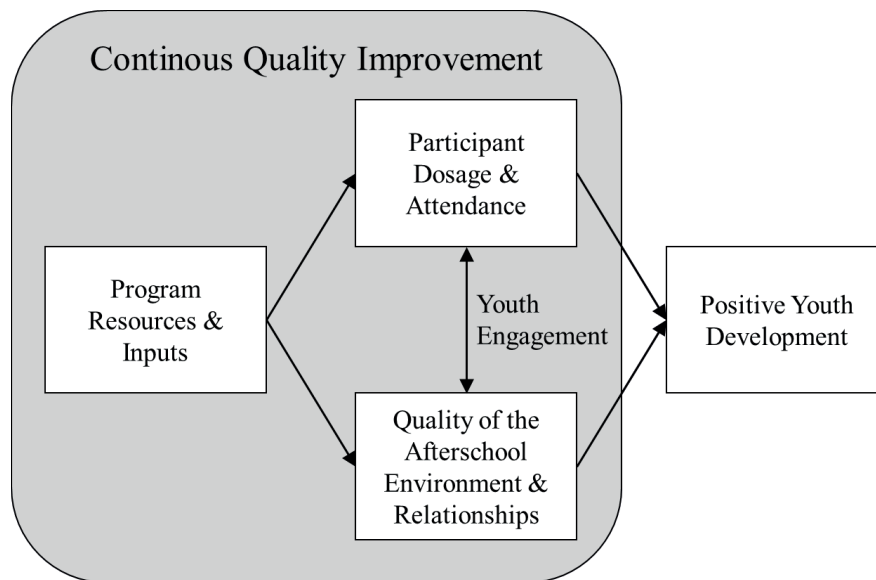 Continous Quality Improvement
Participant
Dosage &
Attendance
Program
Resources &
Inputs
Youth
Engagement
Positive Youth
Development
Quality of the
Afterschool
Environment &
Relationships